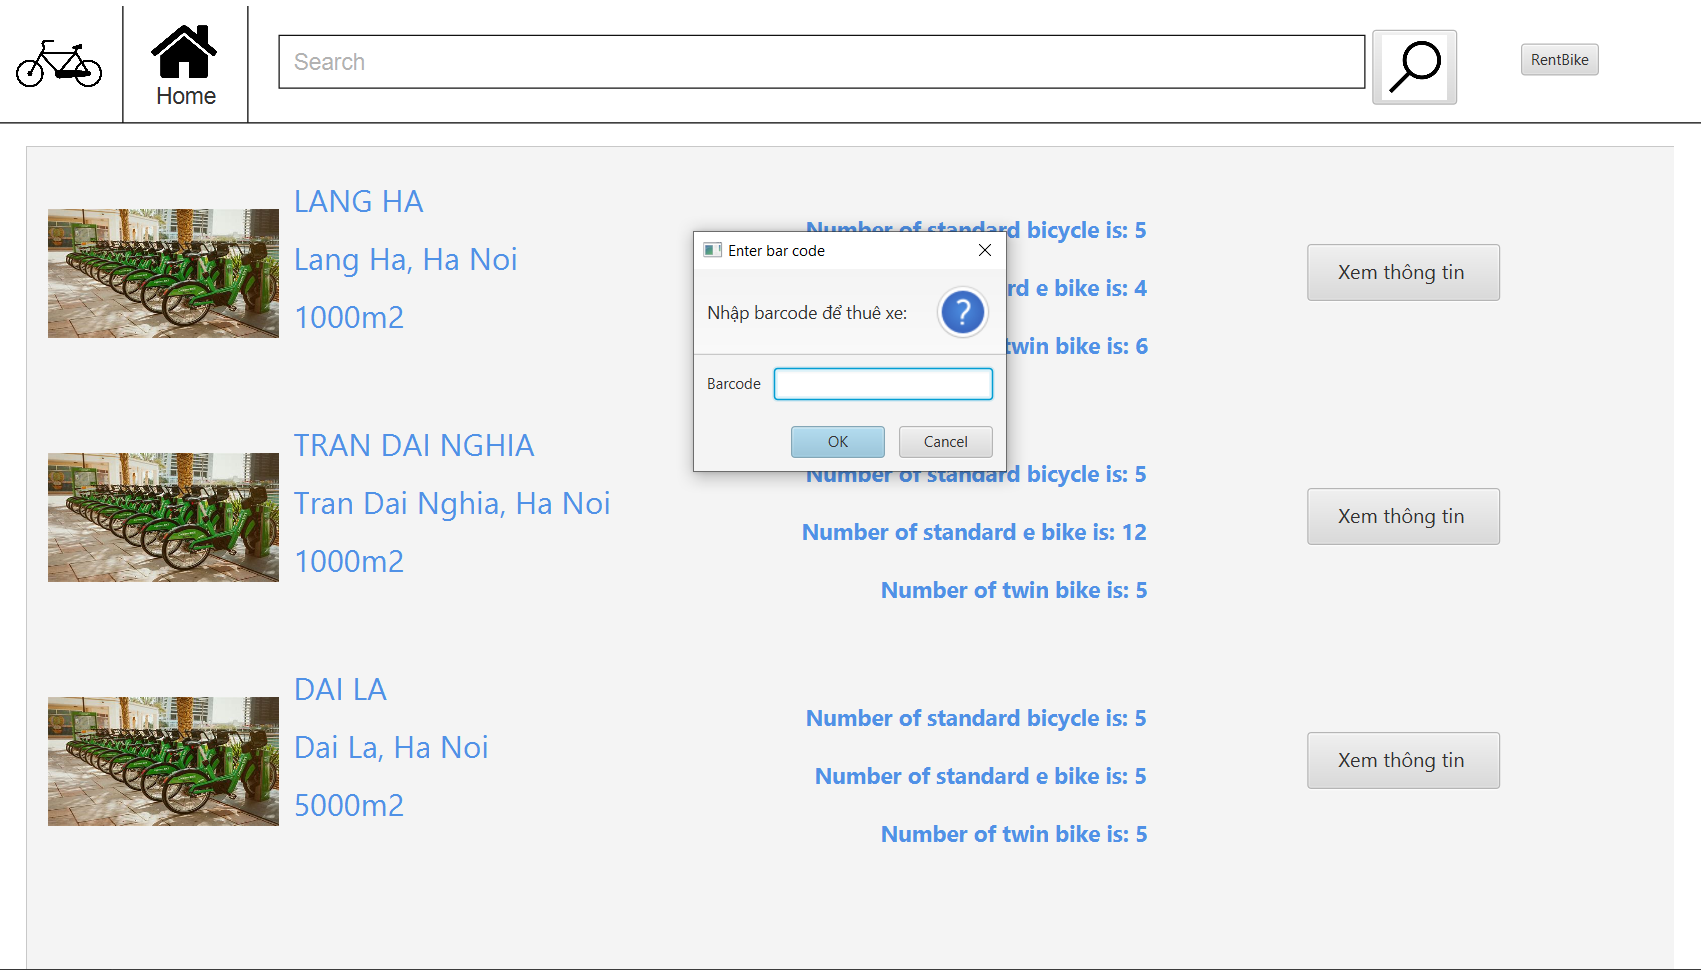 Home
Search
RentBike
LANG HA
Lang Ha, Ha Noi
1000m2
Number of standard bicycle is: 5
rd e bike is: 4
twin bike is: 6
Xem thông tin
Enter bar code
Nhập barcode để thuê xe:
Barcode
OK
Cancel
TRAN DAI NGHIA
Tran Dai Nghia, Ha Noi
1000m2
Number of standard bicycle is: 5
Number of standard e bike is: 12
Number of twin bike is: 5
Xem thông tin
DAI LA
Dai La, Ha Noi
5000m2
Number of standard bicycle is: 5
Number of standard e bike is: 5
Number of twin bike is: 5
Xem thông tin